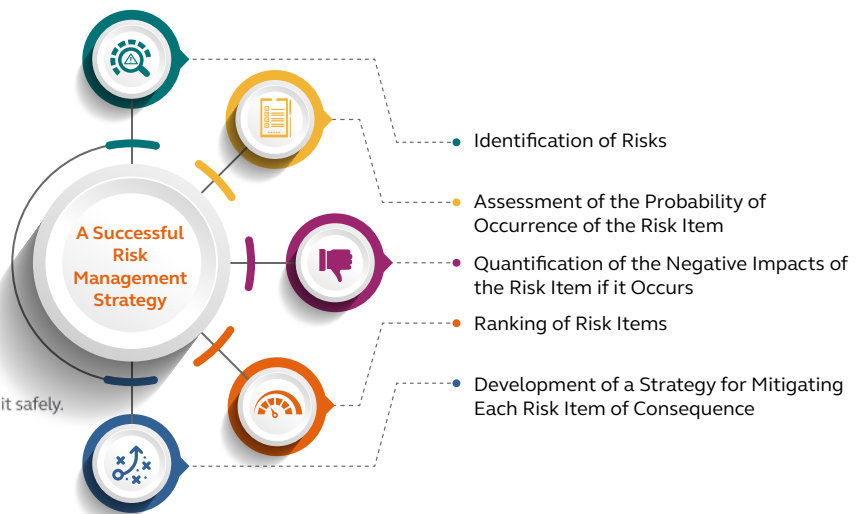 A Successful
Risk
Management
Strategy
it safely.
Identification of Risks
Assessment of the Probability of
Occurrence of the Risk Item
Quantification of the Negative Impacts of
the Risk Item if it Occurs
Ranking of Risk Items
Development of a Strategy for Mitigating
Each Risk Item of Consequence